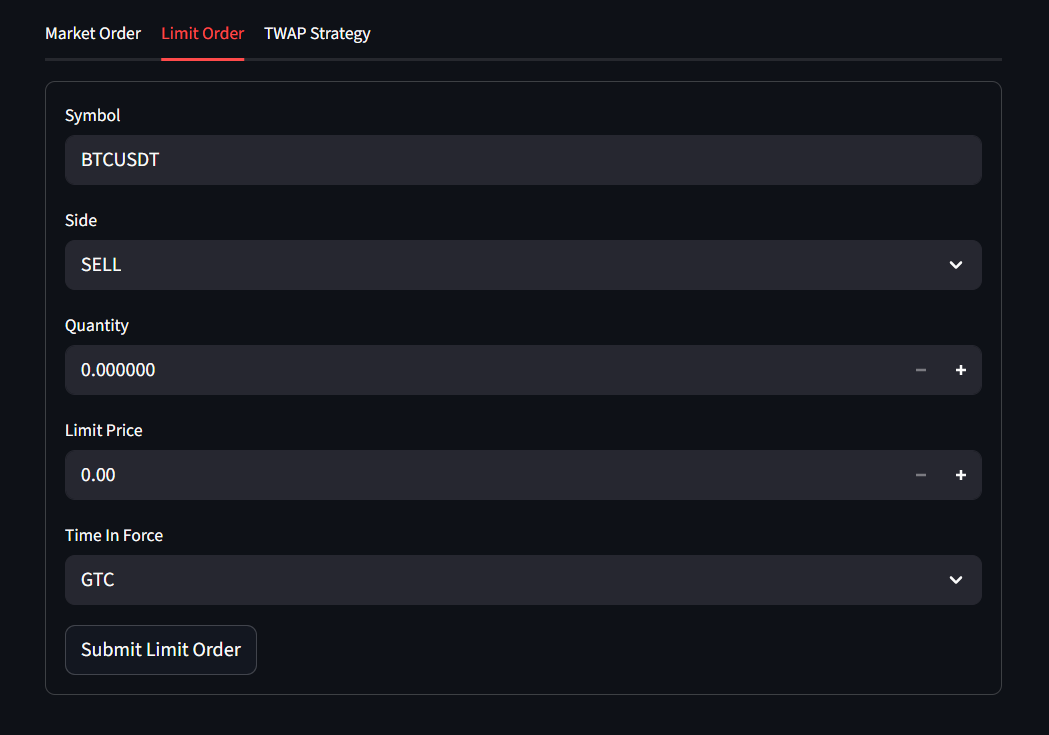 Market Order Limit Order TWAP Strategy
Symbol
BTCUSDT
Side
SELL
Quantity
0.000000
Limit Price
0.00
Time In Force
GTC
Submit Limit Order